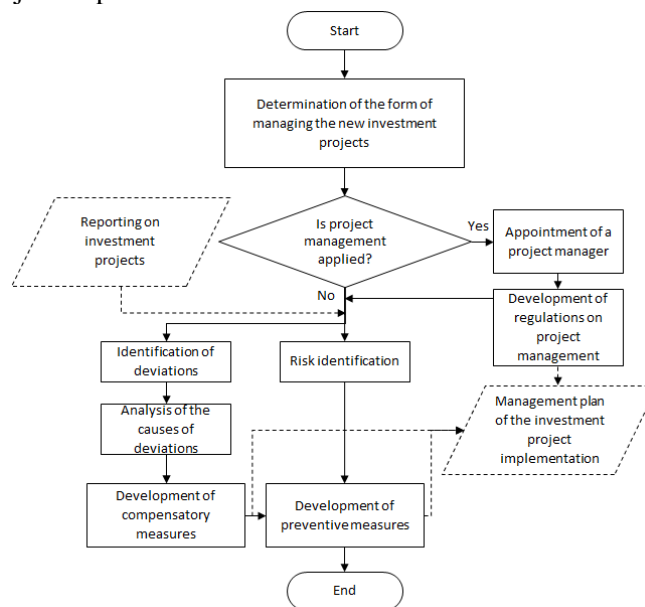 Start
Determination of the form of
managing the new investment
projects
Reporting on
investment
projects
Is project
management
applied?
Yes
Appointment of a
project manager
No
Development of
regulations on
project
management
Identification of
deviations
Risk identification
Analysis of the
causes of
deviations
Management plan
of the investment
project
implementation
Development of
compensatory
measures
Development of
preventive measures
End